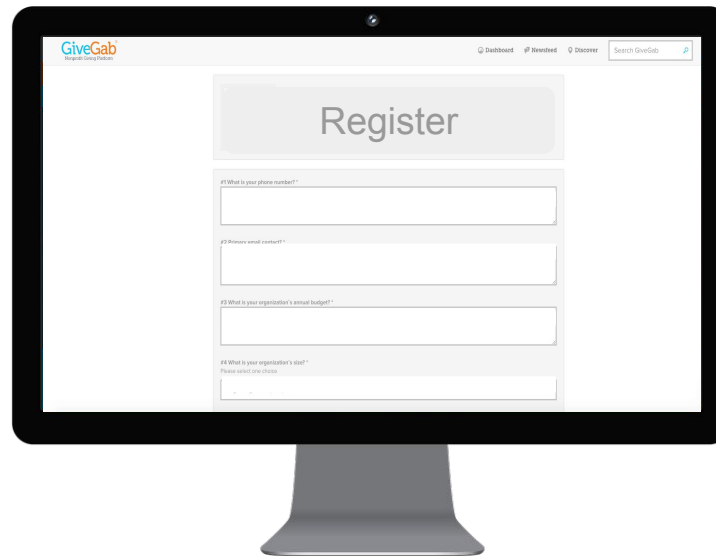 GiveGab
Nonprofit Giving Platform
Dashboard Newsfeed Discover Search GiveGab
Register
#1 What is your phone number? *
#2 Primary email contact? *
#3 What is your organization's annual budget? *
#4 What is your organization's size? *
Please select one choice